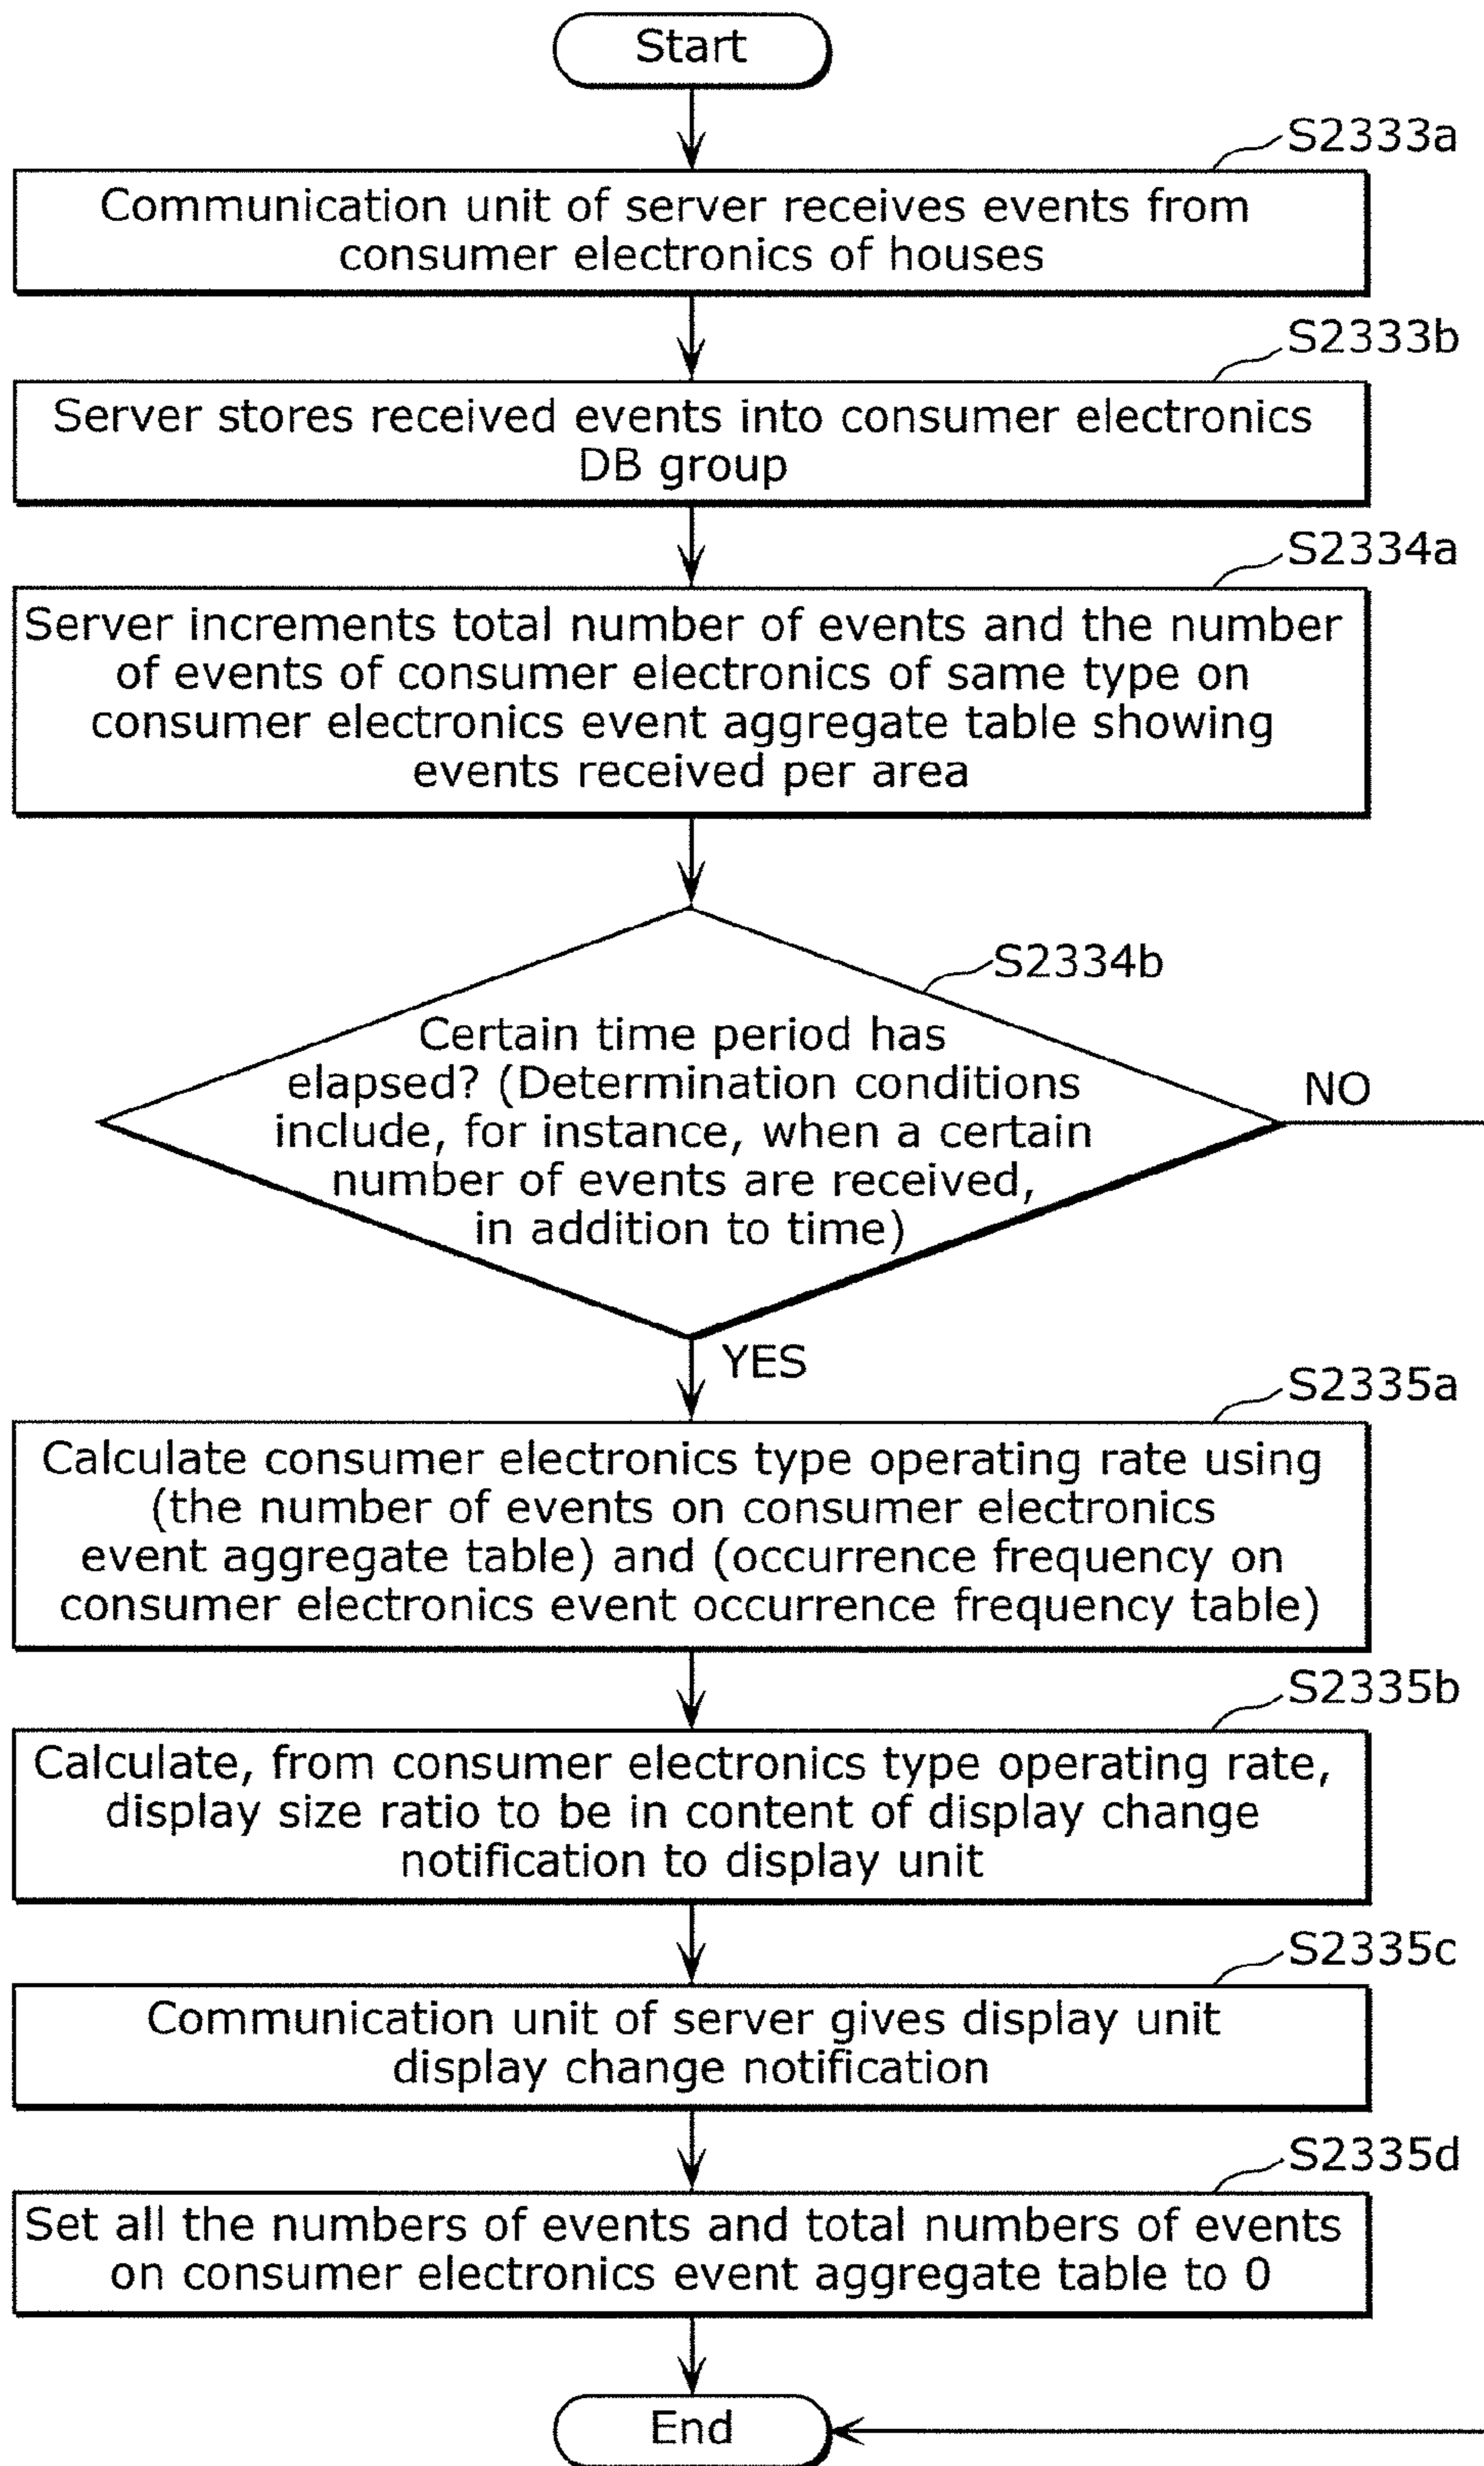 Start
S2333a
Communication unit of server receives events from
consumer electronics of houses
S2333b
Server stores received events into consumer electronics
DB group
S2334a
Server increments total number of events and the number
of events of consumer electronics of same type on
consumer electronics event aggregate table showing
events received per area
S2334b
Certain time period has
elapsed? (Determination conditions
include, for instance, when a certain
number of events are received,
in addition to time)
NO
YES
S2335a
Calculate consumer electronics type operating rate using
(the number of events on consumer electronics
event aggregate table) and (occurrence frequency on
consumer electronics event occurrence frequency table)
S2335b
Calculate, from consumer electronics type operating rate,
display size ratio to be in content of display change
notification to display unit
S2335c
Communication unit of server gives display unit
display change notification
S2335d
Set all the numbers of events and total numbers of events
on consumer electronics event aggregate table to 0
End